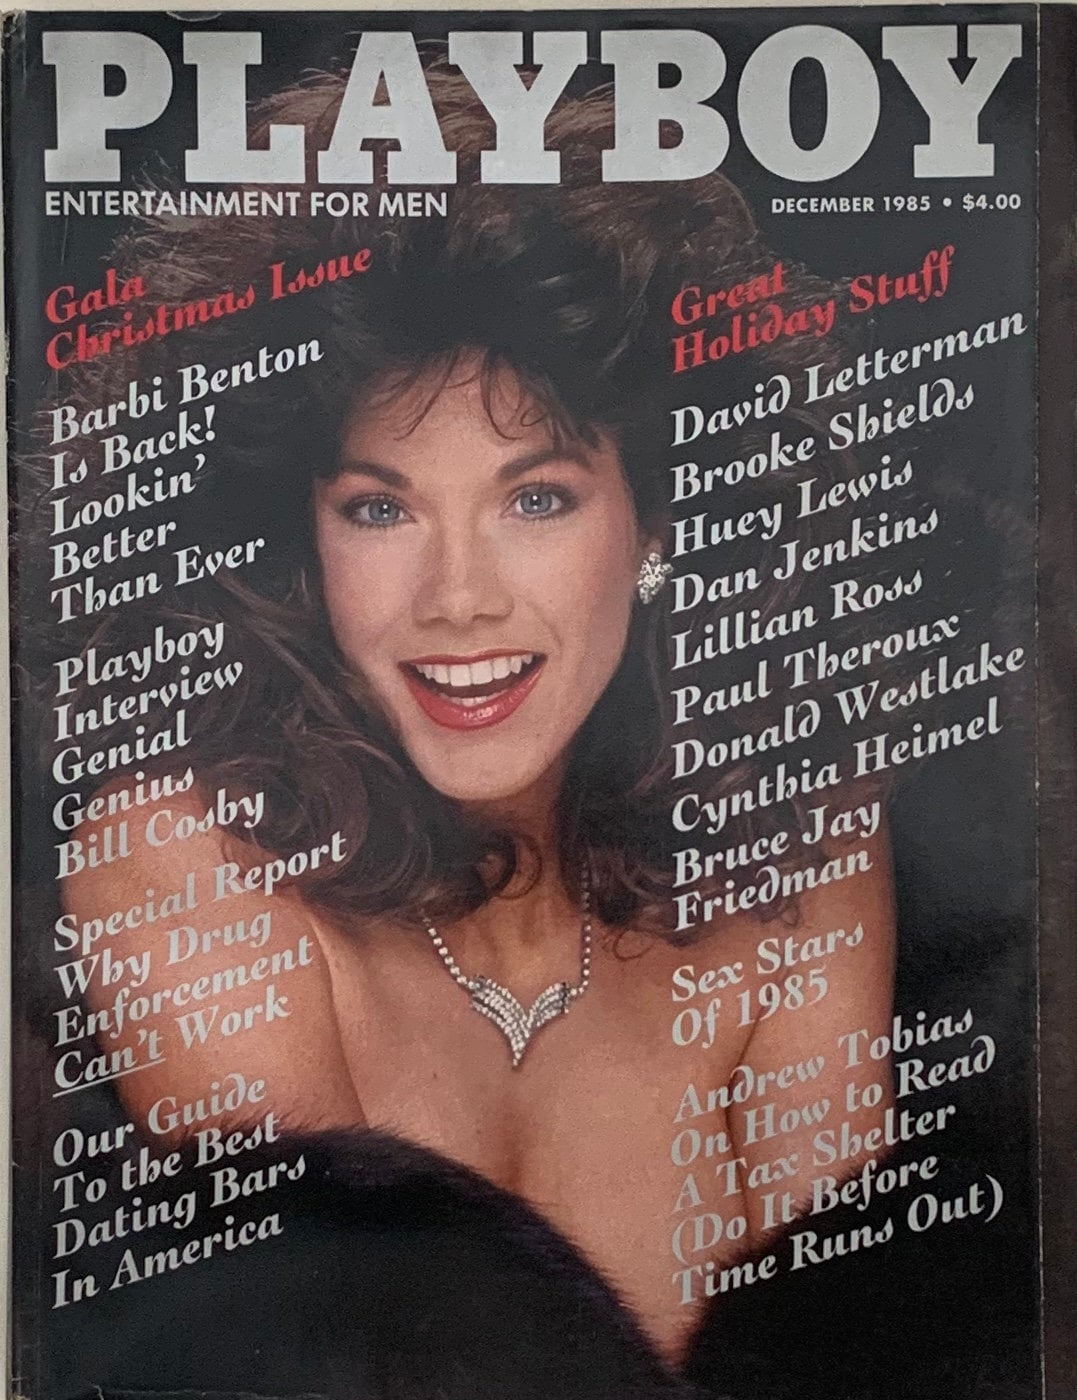 PLAYBOY
ENTERTAINMENT FOR MEN
DECEMBER 1985 • $4.00
Gala
Christmas Issue
Barbi Benton
Is Back!
Lookin'
Better
Than Ever
Playboy
Interview
Genial
Genius
Bill Cosby
Special Report
Why Drug
Enforcement
Can't Work
Our Guide
To the Best
Dating Bars
In America
Great
Holiday Stuff
David Letterman
Brooke Shields
Huey Lewis
Dan Jenkins
Lillian Ross
Paul Theroux
Donald Westlake
Cynthia Heimel
Bruce Jay
Friedman
Sex Stars
Of 1985
Andrew Tobias
On How to Read
A Tax Shelter
(Do It Before
Time Runs Out)